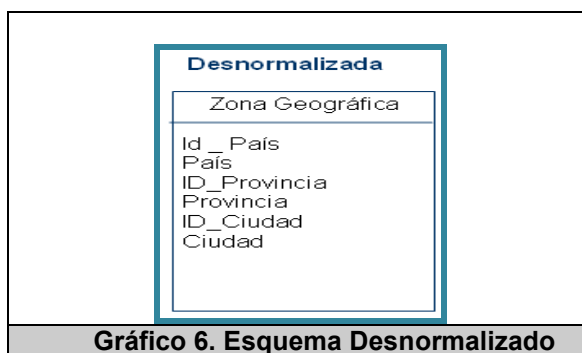 Desnormalizada
Zona Geográfica
Id _ País
País
ID_Provincia
Provincia
ID_Ciudad
Ciudad
Gráfico 6. Esquema Desnormalizado